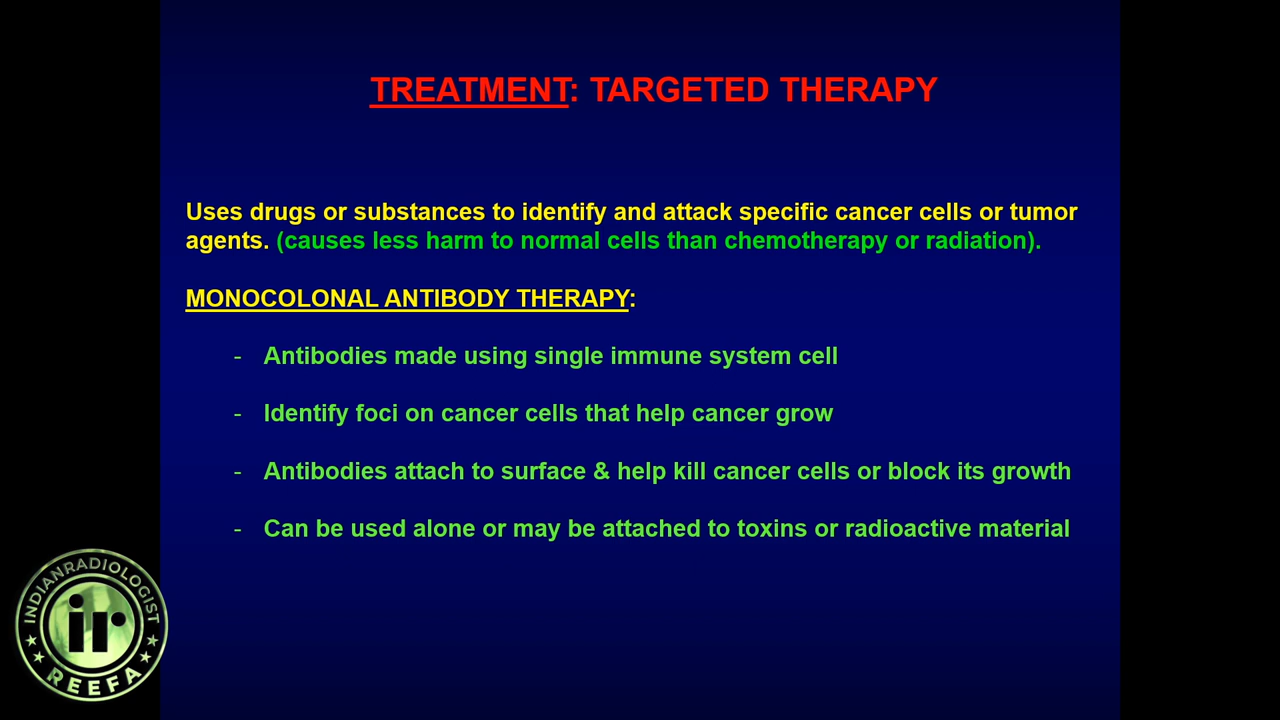 TREATMENT: TARGETED THERAPY
Uses drugs or substances to identify and attack specific cancer cells or tumor
agents. (causes less harm to normal cells than chemotherapy or radiation).
MONOCOLONAL ANTIBODY THERAPY:
- Antibodies made using single immune system cell
- Identify foci on cancer cells that help cancer grow
- Antibodies attach to surface & help kill cancer cells or block its growth
- Can be used alone or may be attached to toxins or radioactive material
INDIANRADIOLOGIST
ir
REEFA